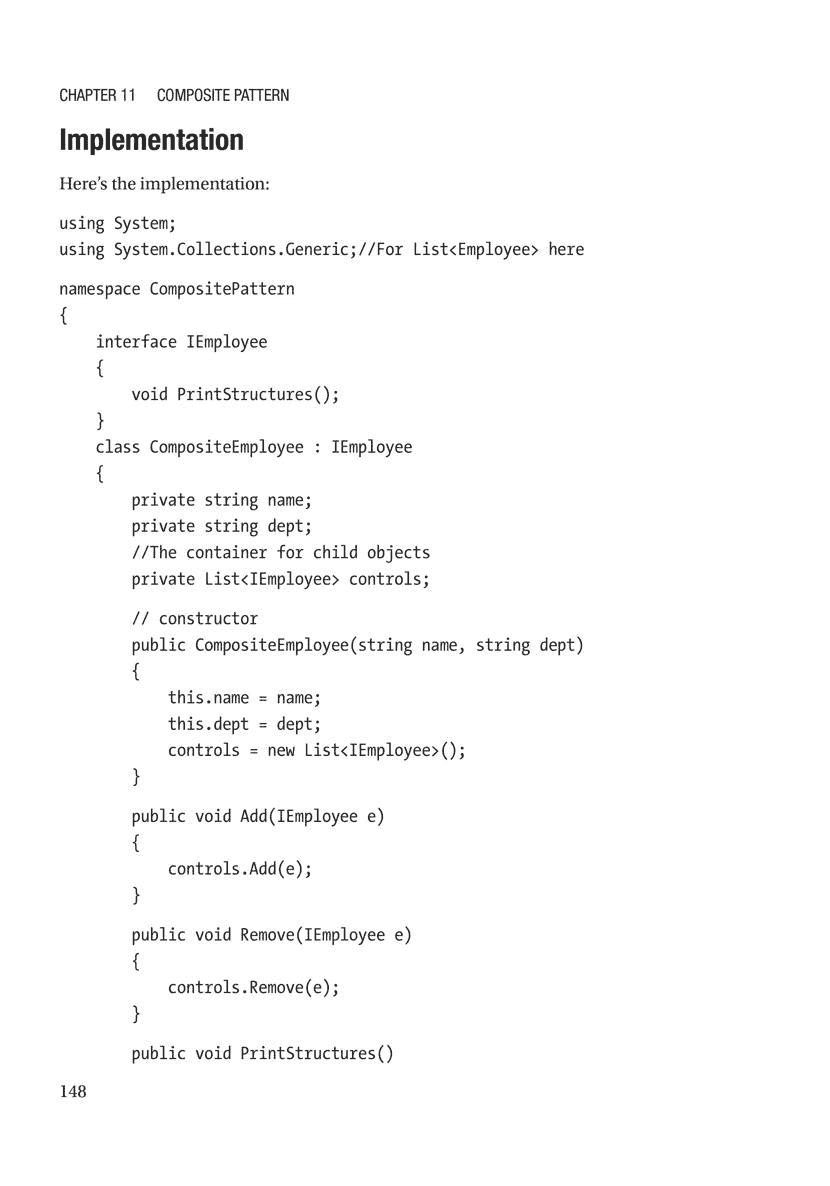 CHAPTER 11 COMPOSITE PATTERN
Implementation
Here’s the implementation:
using System;
using System.Collections.Generic;//For List<Employee> here
namespace CompositePattern
{
    interface IEmployee
    {
        void PrintStructures();
    }
    class CompositeEmployee : IEmployee
    {
        private string name;
        private string dept;
        //The container for child objects
        private List<IEmployee> controls;
        // constructor
        public CompositeEmployee(string name, string dept)
        {
            this.name = name;
            this.dept = dept;
            controls = new List<IEmployee>();
        }
        public void Add(IEmployee e)
        {
            controls.Add(e);
        }
        public void Remove(IEmployee e)
        {
            controls.Remove(e);
        }
        public void PrintStructures()
148